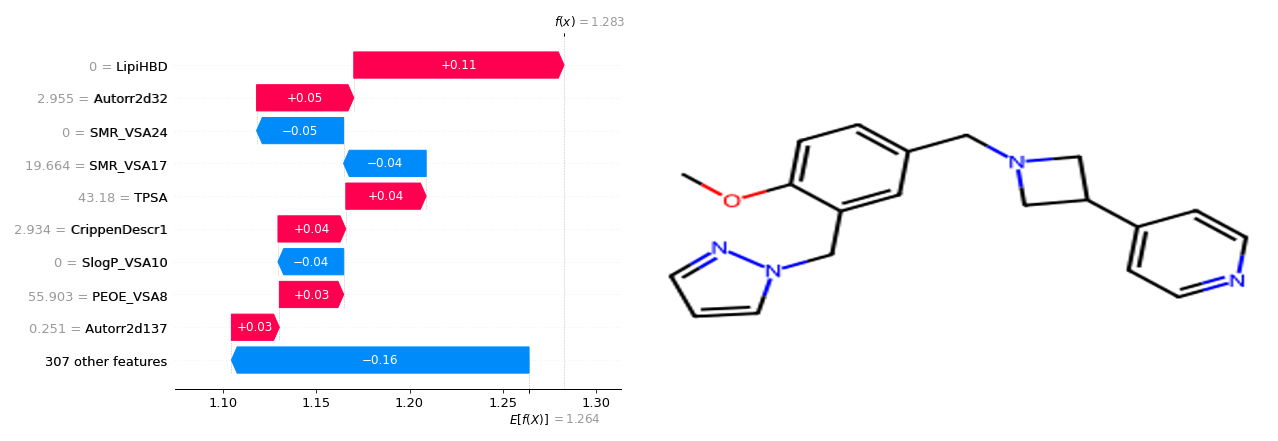 f(x) = 1.283
0 = LipiHBD
+0.11
2.955 = Autorr2d32
+0.05
0 = SMR_VSA24
−0.05
19.664 = SMR_VSA17
−0.04
43.18 = TPSA
+0.04
2.934 = CrippenDescr1
+0.04
0 = SlogP_VSA10
−0.04
55.903 = PEOE_VSA8
+0.03
0.251 = Autorr2d137
+0.03
307 other features
−0.16
1.10 1.15 1.20 1.25 1.30
E[f(X)] = 1.264
N
O
N
N
N